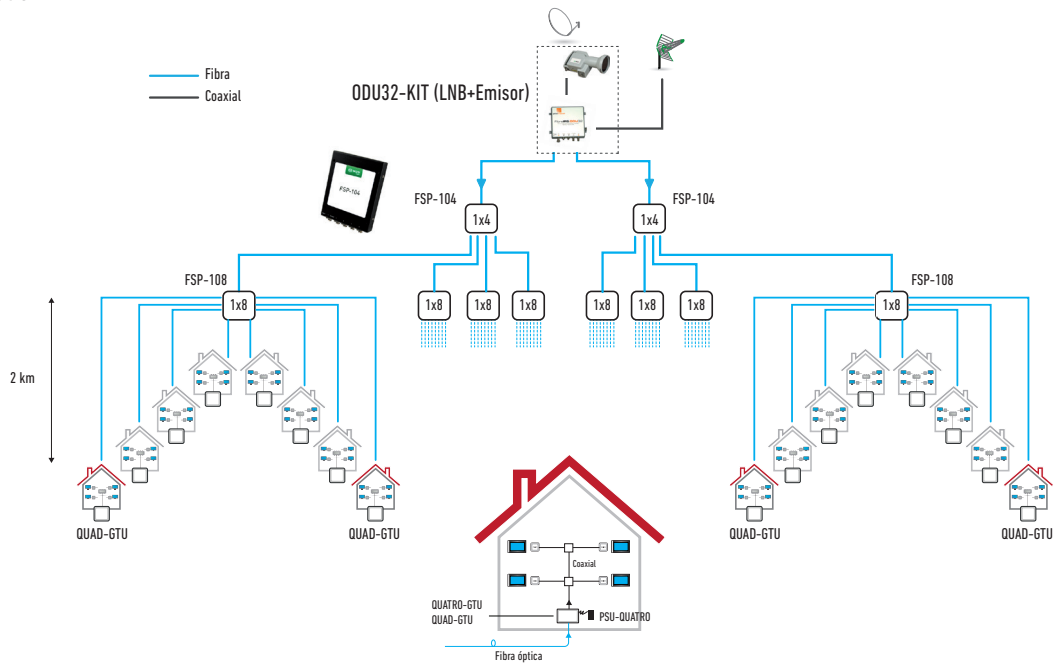 Fibra
Coaxial
ODU32-KIT (LNB+Emisor)
FSP-104
FSP-104
FSP-104
1x4
1x4
FSP-108
FSP-108
1x8
1x8
1x8
1x8
1x8
1x8
1x8
1x8
2 km
QUAD-GTU
QUAD-GTU
QUAD-GTU
QUAD-GTU
Coaxial
QUATRO-GTU
QUAD-GTU
PSU-QUATRO
Fibra óptica